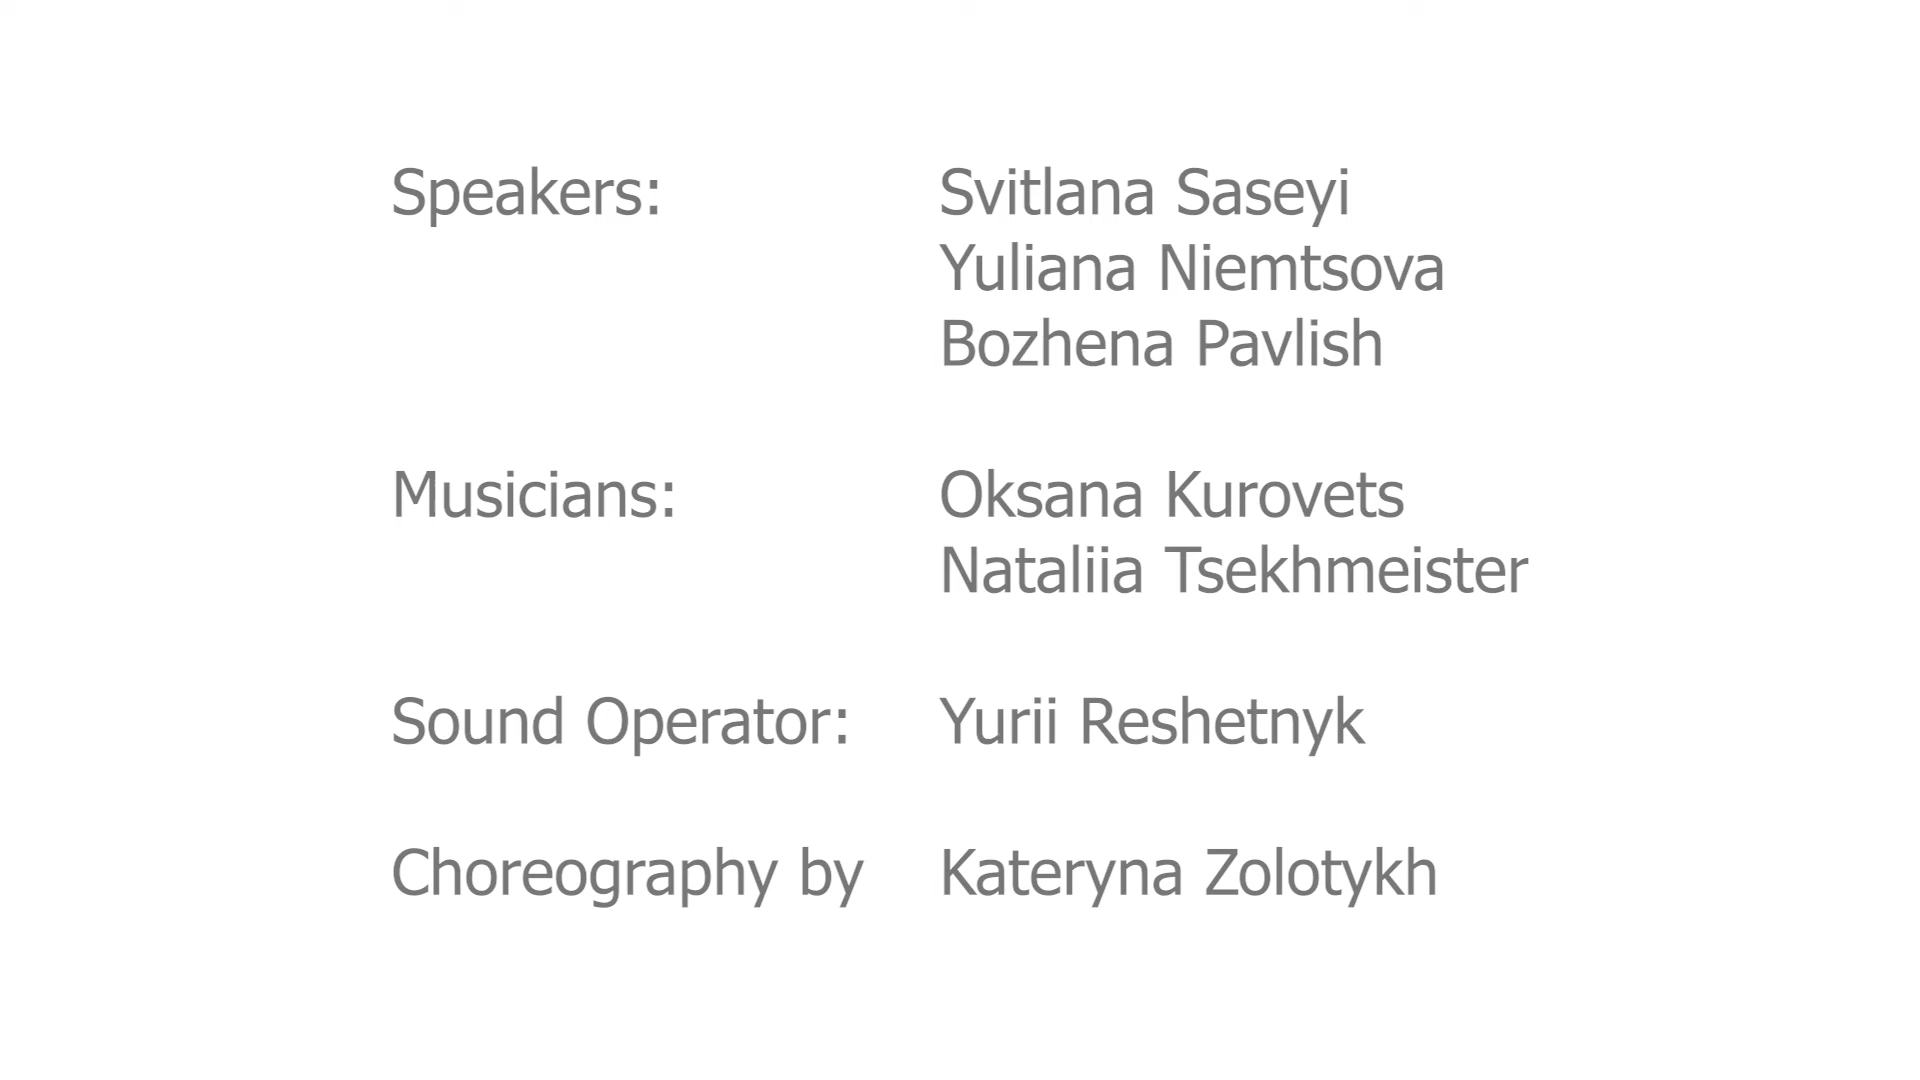 Speakers: Svitlana Saseyi
Yuliana Niemtsova
Bozhena Pavlish
Musicians: Oksana Kurovets
Nataliia Tsekhmeister
Sound Operator: Yurii Reshetnyk
Choreography by Kateryna Zolotykh